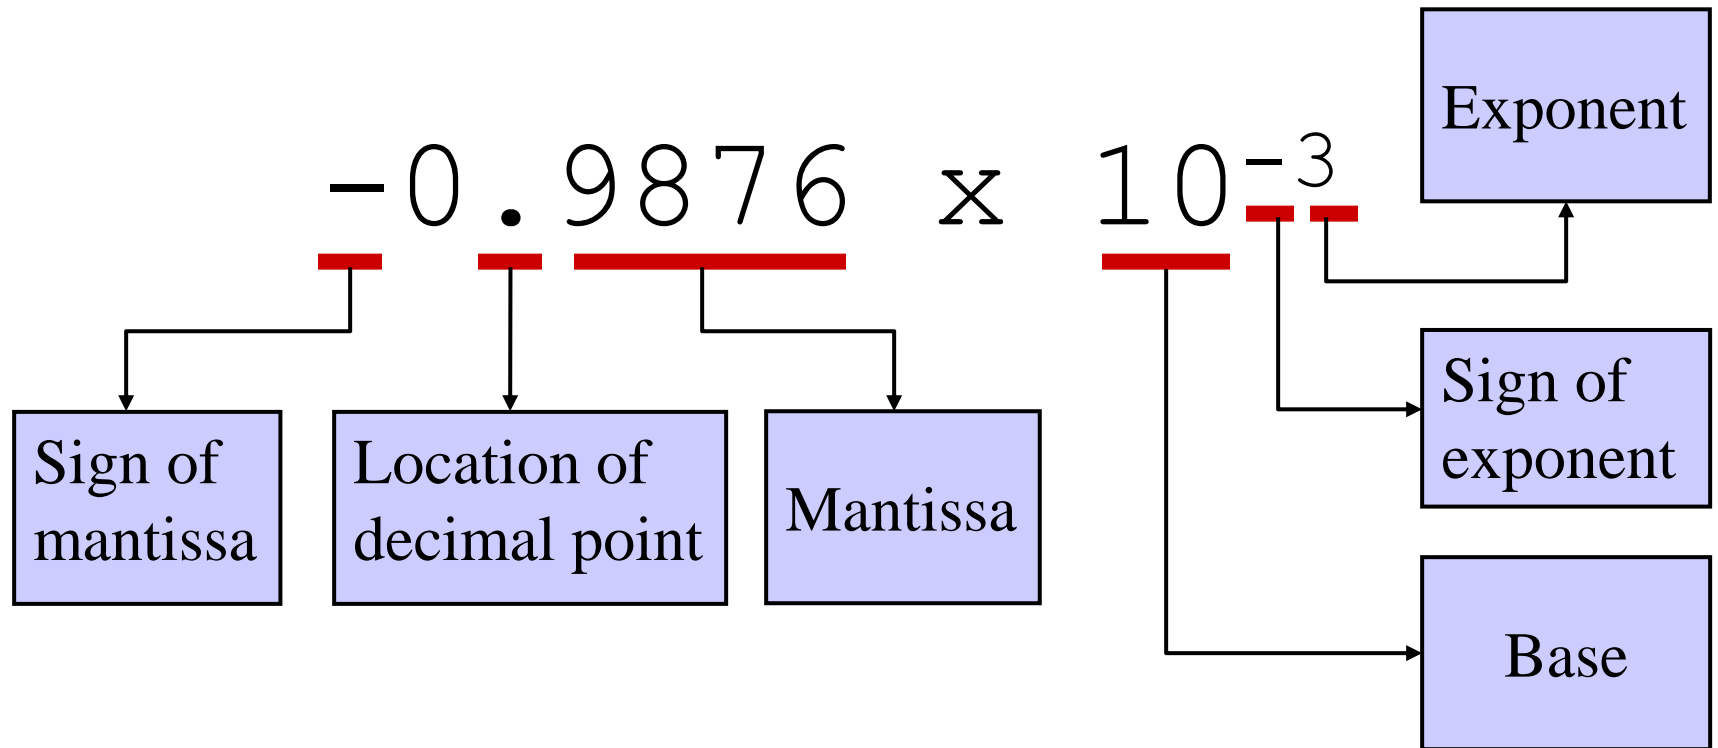 Exponent
-0.9876 x 10-3
Sign of
exponent
Sign of
mantissa
Location of
decimal point
Mantissa
Base